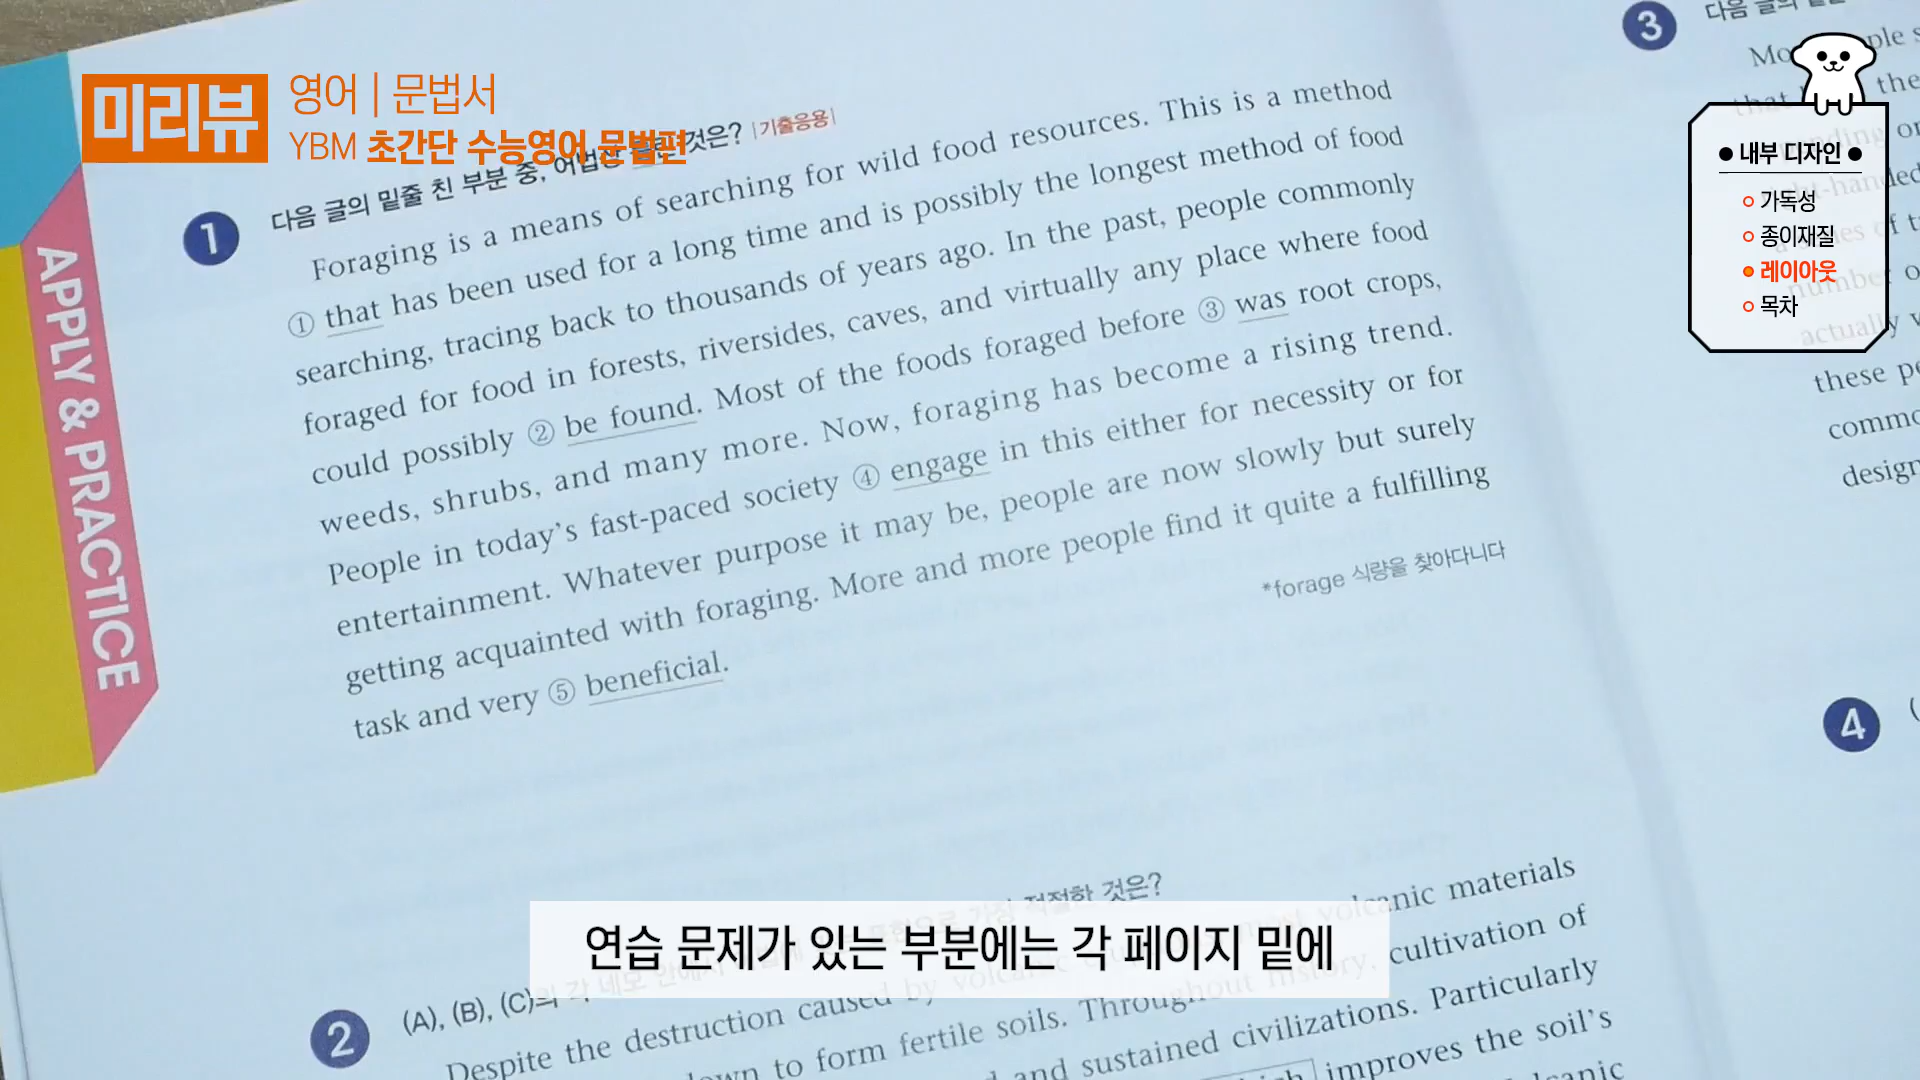 미리뷰
영어 | 문법서
YBM 초간단 수능영어 문법편
APPLY & PRACTICE
1
다음 글의 밑줄 친 부분 중, 어법상 것은? |기출응용|
Foraging is a means of searching for wild food resources. This is a method
① that has been used for a long time and is possibly the longest method of food
searching, tracing back to thousands of years ago. In the past, people commonly
foraged for food in forests, riversides, caves, and virtually any place where food
could possibly ② be found. Most of the foods foraged before ③ was root crops,
weeds, shrubs, and many more. Now, foraging has become a rising trend.
People in today's fast-paced society ④ engage in this either for necessity or for
entertainment. Whatever purpose it may be, people are now slowly but surely
getting acquainted with foraging. More and more people find it quite a fulfilling
task and very ⑤ beneficial.
*forage 식량을 찾아다니다
2
(A), (B), (C)의 각 네모 안에서 적절한 것은?
Despite the destruction caused by volcanic materials
to form fertile soils. Throughout history, cultivation of
and sustained civilizations. Particularly
improves the soil's
3
다음 글의
4
these
design
● 내부 디자인 ●
가독성
종이재질
레이아웃
목차
연습 문제가 있는 부분에는 각 페이지 밑에